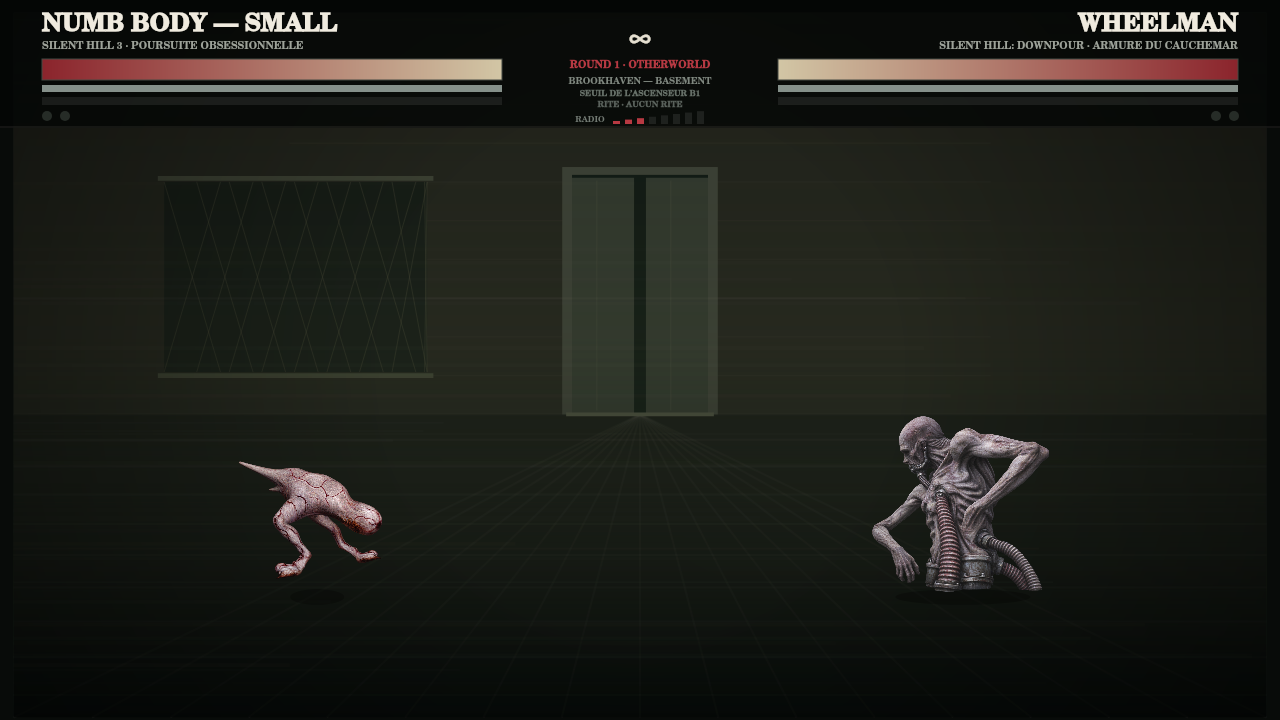 NUMB BODY — SMALL
SILENT HILL 3 · POURSUITE OBSESSIONNELLE
∞
ROUND 1 · OTHERWORLD
BROOKHAVEN — BASEMENT
SEUIL DE L'ASCENSEUR B1
RITE · AUCUN RITE
RADIO
WHEELMAN
SILENT HILL: DOWNPOUR · ARMURE DU CAUCHEMAR